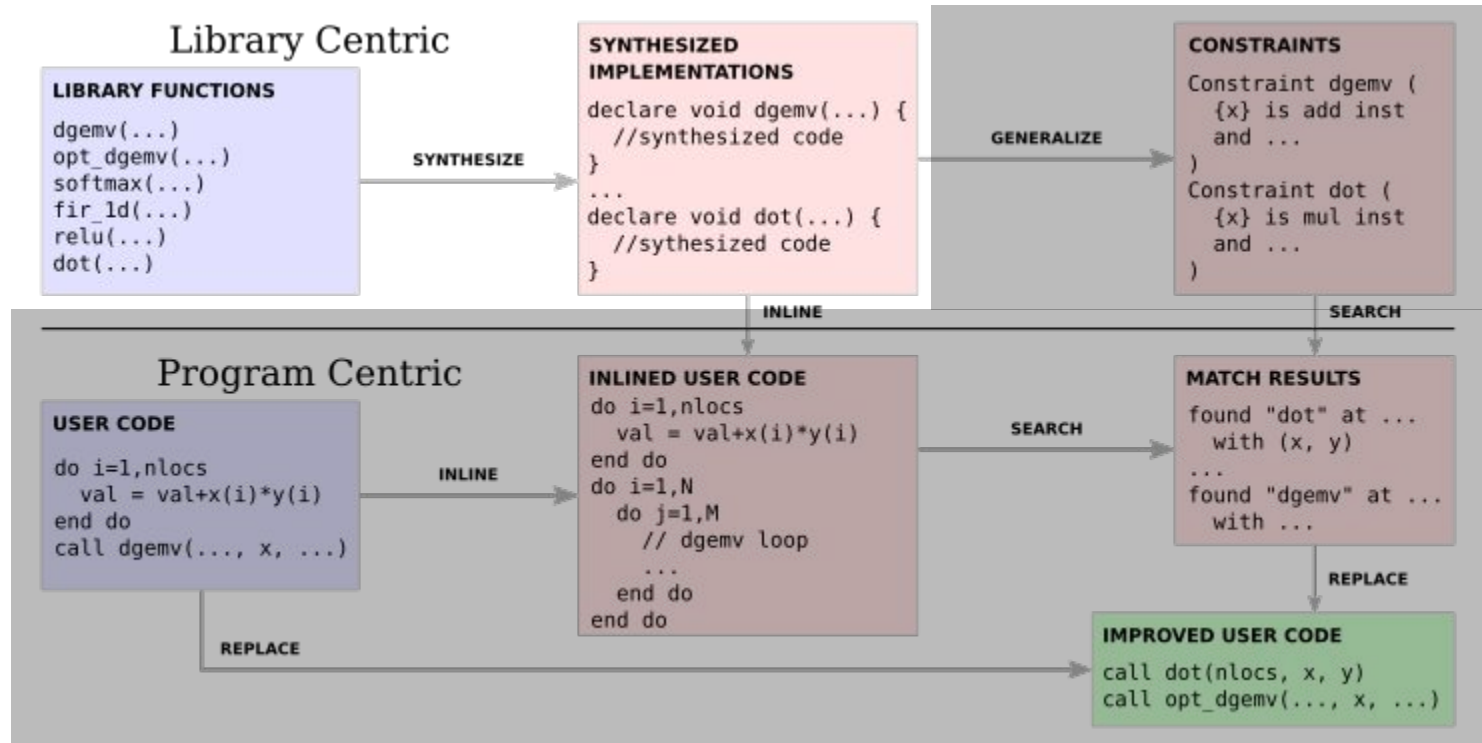 Library Centric
LIBRARY FUNCTIONS
dgemv(...)
opt_dgemv(...)
softmax(...)
fir_1d(...)
relu(...)
dot(...)
SYNTHESIZE
SYNTHESIZED
IMPLEMENTATIONS
declare void dgemv(...) {
//synthesized code
}
...
declare void dot(...) {
//sythesized code
}
GENERALIZE
CONSTRAINTS
Constraint dgemv (
{x} is add inst
and ...
)
Constraint dot (
{x} is mul inst
and ...
)
INLINE
SEARCH
Program Centric
USER CODE
do i=1,nlocs
val = val+x(i)*y(i)
end do
call dgemv(..., x, ...)
INLINE
INLINED USER CODE
do i=1,nlocs
val = val+x(i)*y(i)
end do
do i=1,N
do j=1,M
// dgemv loop
...
end do
end do
SEARCH
MATCH RESULTS
found "dot" at ...
with (x, y)
...
found "dgemv" at ...
with ...
REPLACE
REPLACE
IMPROVED USER CODE
call dot(nlocs, x, y)
call opt_dgemv(..., x, ...)